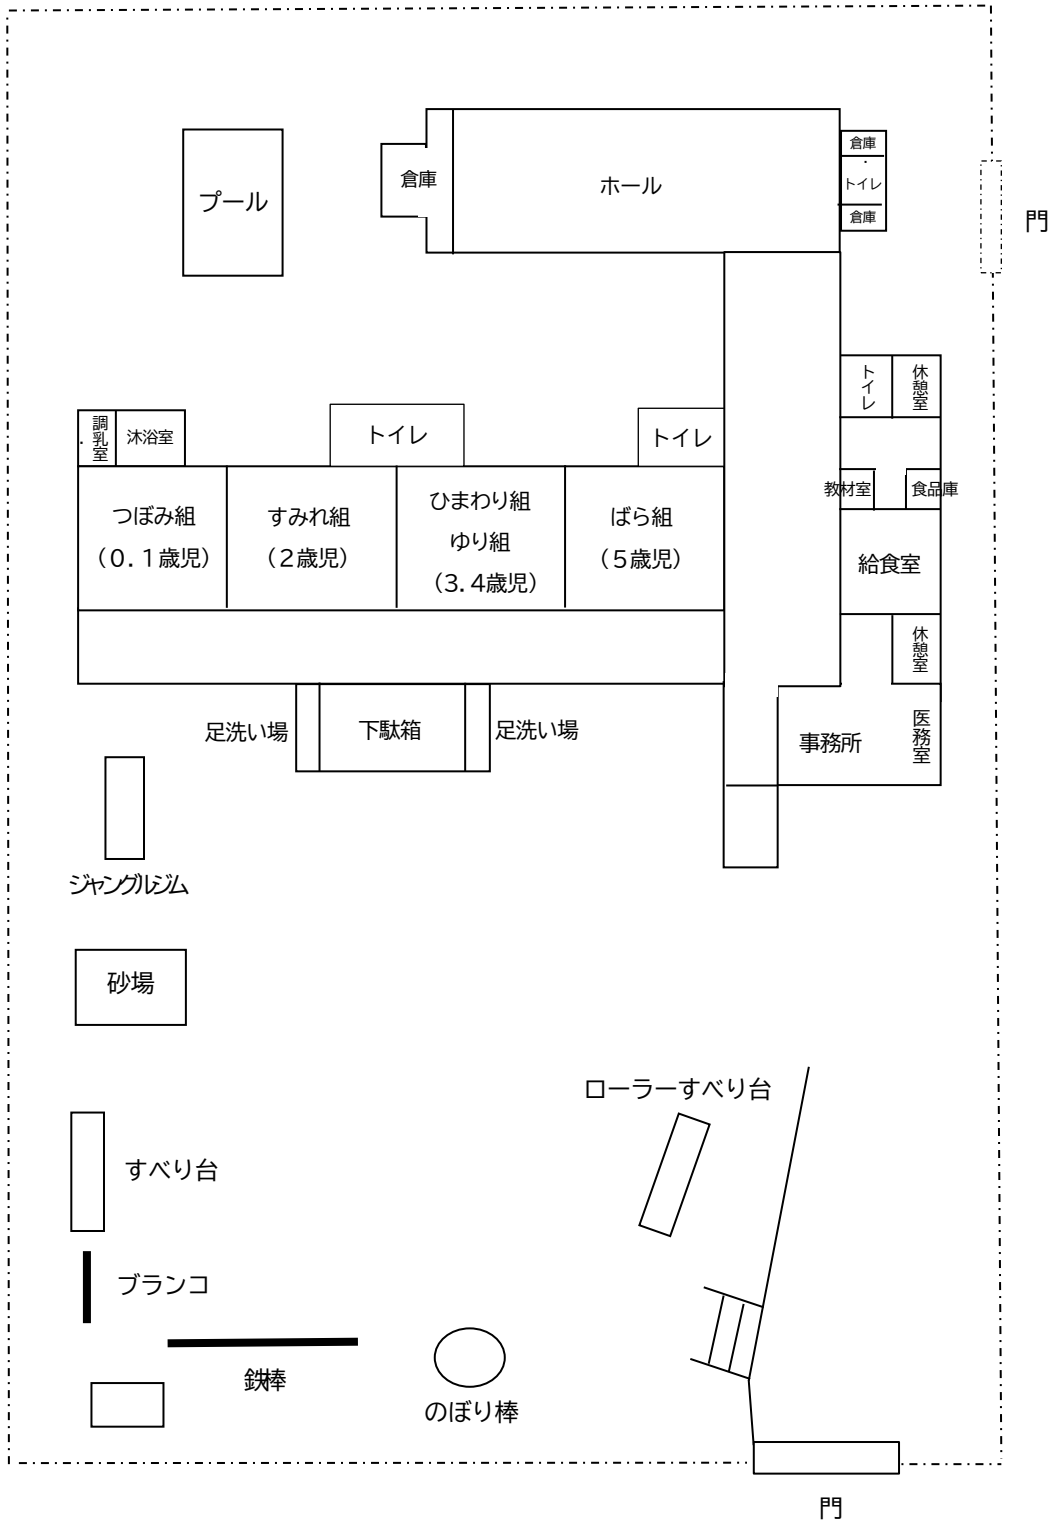 倉庫
トイレ
倉庫
倉庫
ホール
プール
門
トイレ
休憩室
調乳室
沐浴室
トイレ
トイレ
教材室
食品庫
つぼみ組
（０.１歳児）
すみれ組
（２歳児）
ひまわり組
ゆり組
（３.４歳児）
ばら組
（５歳児）
給食室
休憩室
足洗い場
下駄箱
足洗い場
事務所
医務室
ジャングルジム
砂場
ローラーすべり台
すべり台
ブランコ
鉄棒
のぼり棒
門